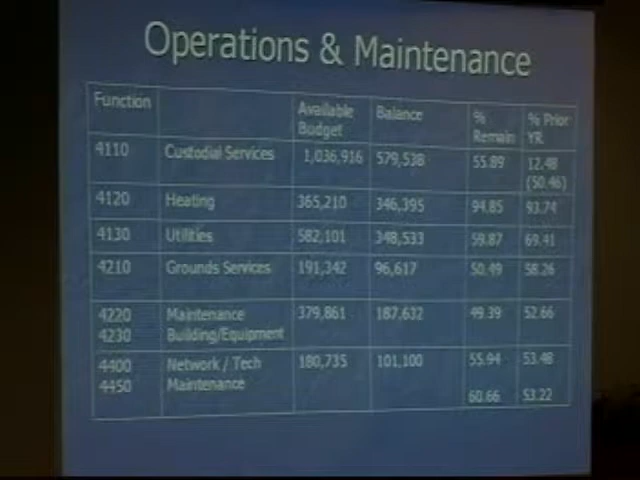 Operations & Maintenance
Function Available Budget Balance % Remain % Prior YR
4110 Custodial Services 1,036,916 579,538 55.89 12.48 (50.46)
4120 Heating 365,210 346,395 94.85 93.74
4130 Utilities 582,101 348,533 59.87 69.41
4210 Grounds Services 191,342 96,617 50.49 58.26
4220 Maintenance 379,861 187,632 49.39 52.66
4230 Building/Equipment
4400 Network / Tech 180,735 101,100 55.94 53.48
4450 Maintenance 60.66 53.22